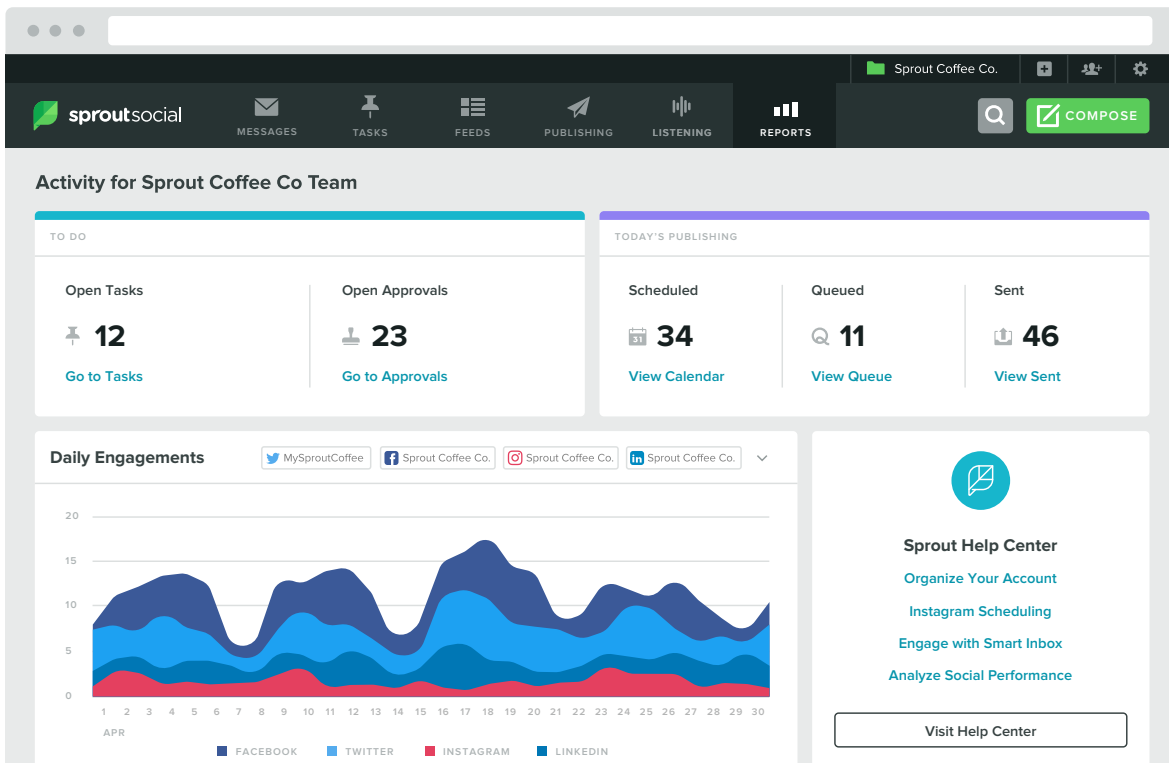 Sprout Coffee Co.
sproutsocial
MESSAGES
TASKS
FEEDS
PUBLISHING
LISTENING
REPORTS
COMPOSE
Activity for Sprout Coffee Co Team
TO DO
Open Tasks
12
Go to Tasks
Open Approvals
23
Go to Approvals
TODAY'S PUBLISHING
Scheduled
31
34
View Calendar
Queued
11
View Queue
Sent
46
View Sent
Daily Engagements
MySproutCoffee
Sprout Coffee Co.
Sprout Coffee Co.
in
Sprout Coffee Co.
20
15
10
5
0
1 2 3 4 5 6 7 8 9 10 11 12 13 14 15 16 17 18 19 20 21 22 23 24 25 26 27 28 29 30
APR
FACEBOOK TWITTER INSTAGRAM LINKEDIN
Sprout Help Center
Organize Your Account
Instagram Scheduling
Engage with Smart Inbox
Analyze Social Performance
Visit Help Center